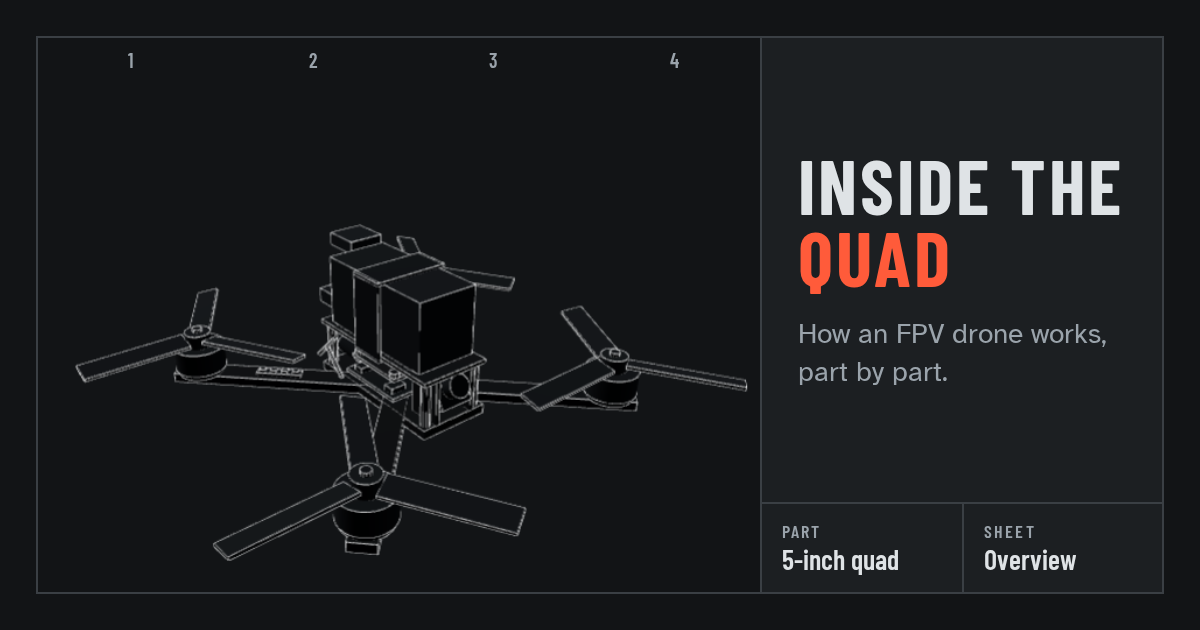 1 2 3 4
INSIDE THE
QUAD
How an FPV drone works,
part by part.
PART
5-inch quad
SHEET
Overview